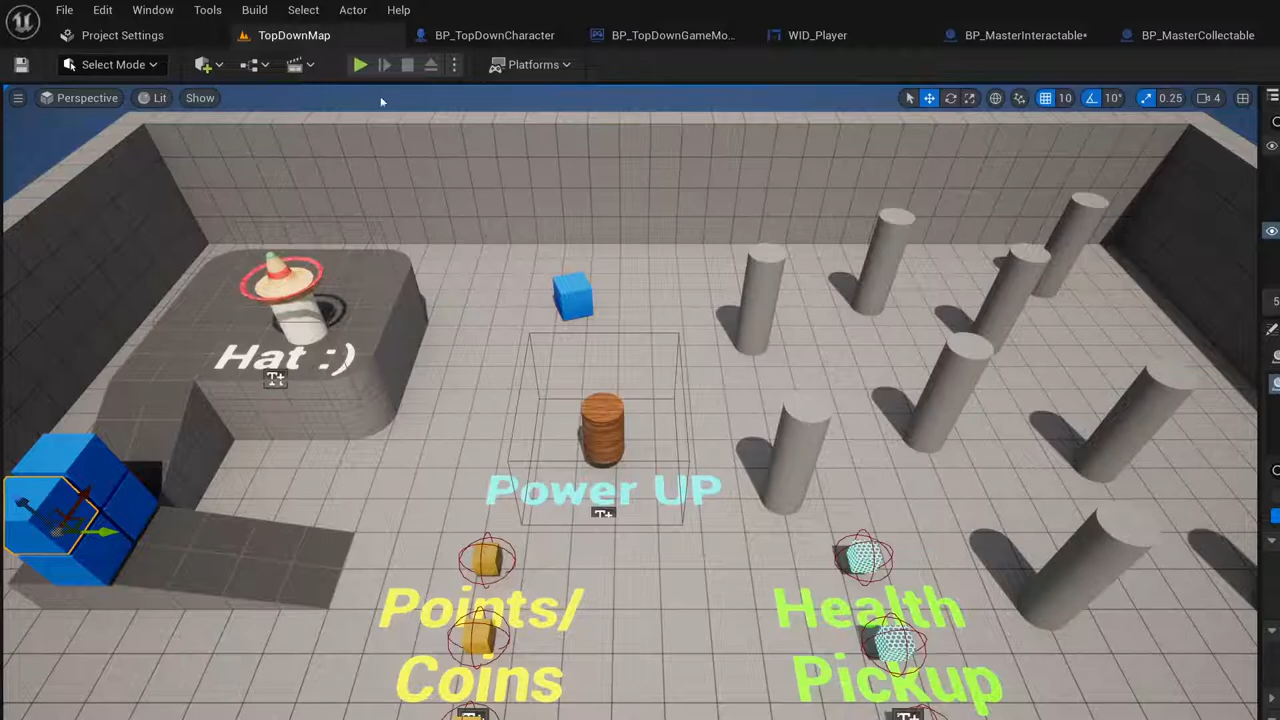 File Edit Window Tools Build Select Actor Help
Project Settings TopDownMap BP_TopDownCharacter BP_TopDownGameMo... WID_Player BP_MasterInteractable* BP_MasterCollectable
Select Mode Platforms
Perspective Lit Show 10 10° 0.25 4
Hat :)
Power UP
Points/
Coins
Health
Pickup